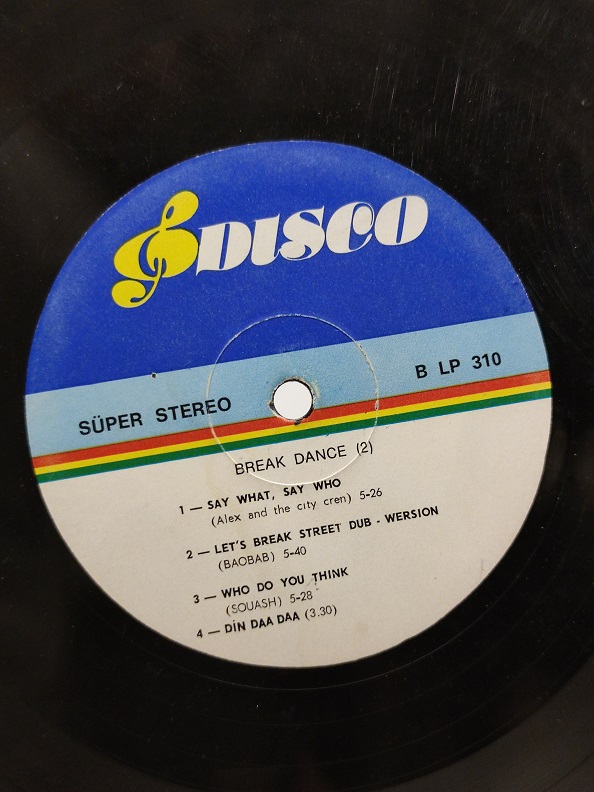 DISCO
SÜPER STEREO
B LP 310
BREAK DANCE (2)
1 — SAY WHAT, SAY WHO
(Alex and the city cren) 5-26
2 — LET'S BREAK STREET DUB - WERSION
(BAOBAB) 5-40
3 — WHO DO YOU THINK
(SOUASH) 5-28
4 — DİN DAA DAA (3.30)